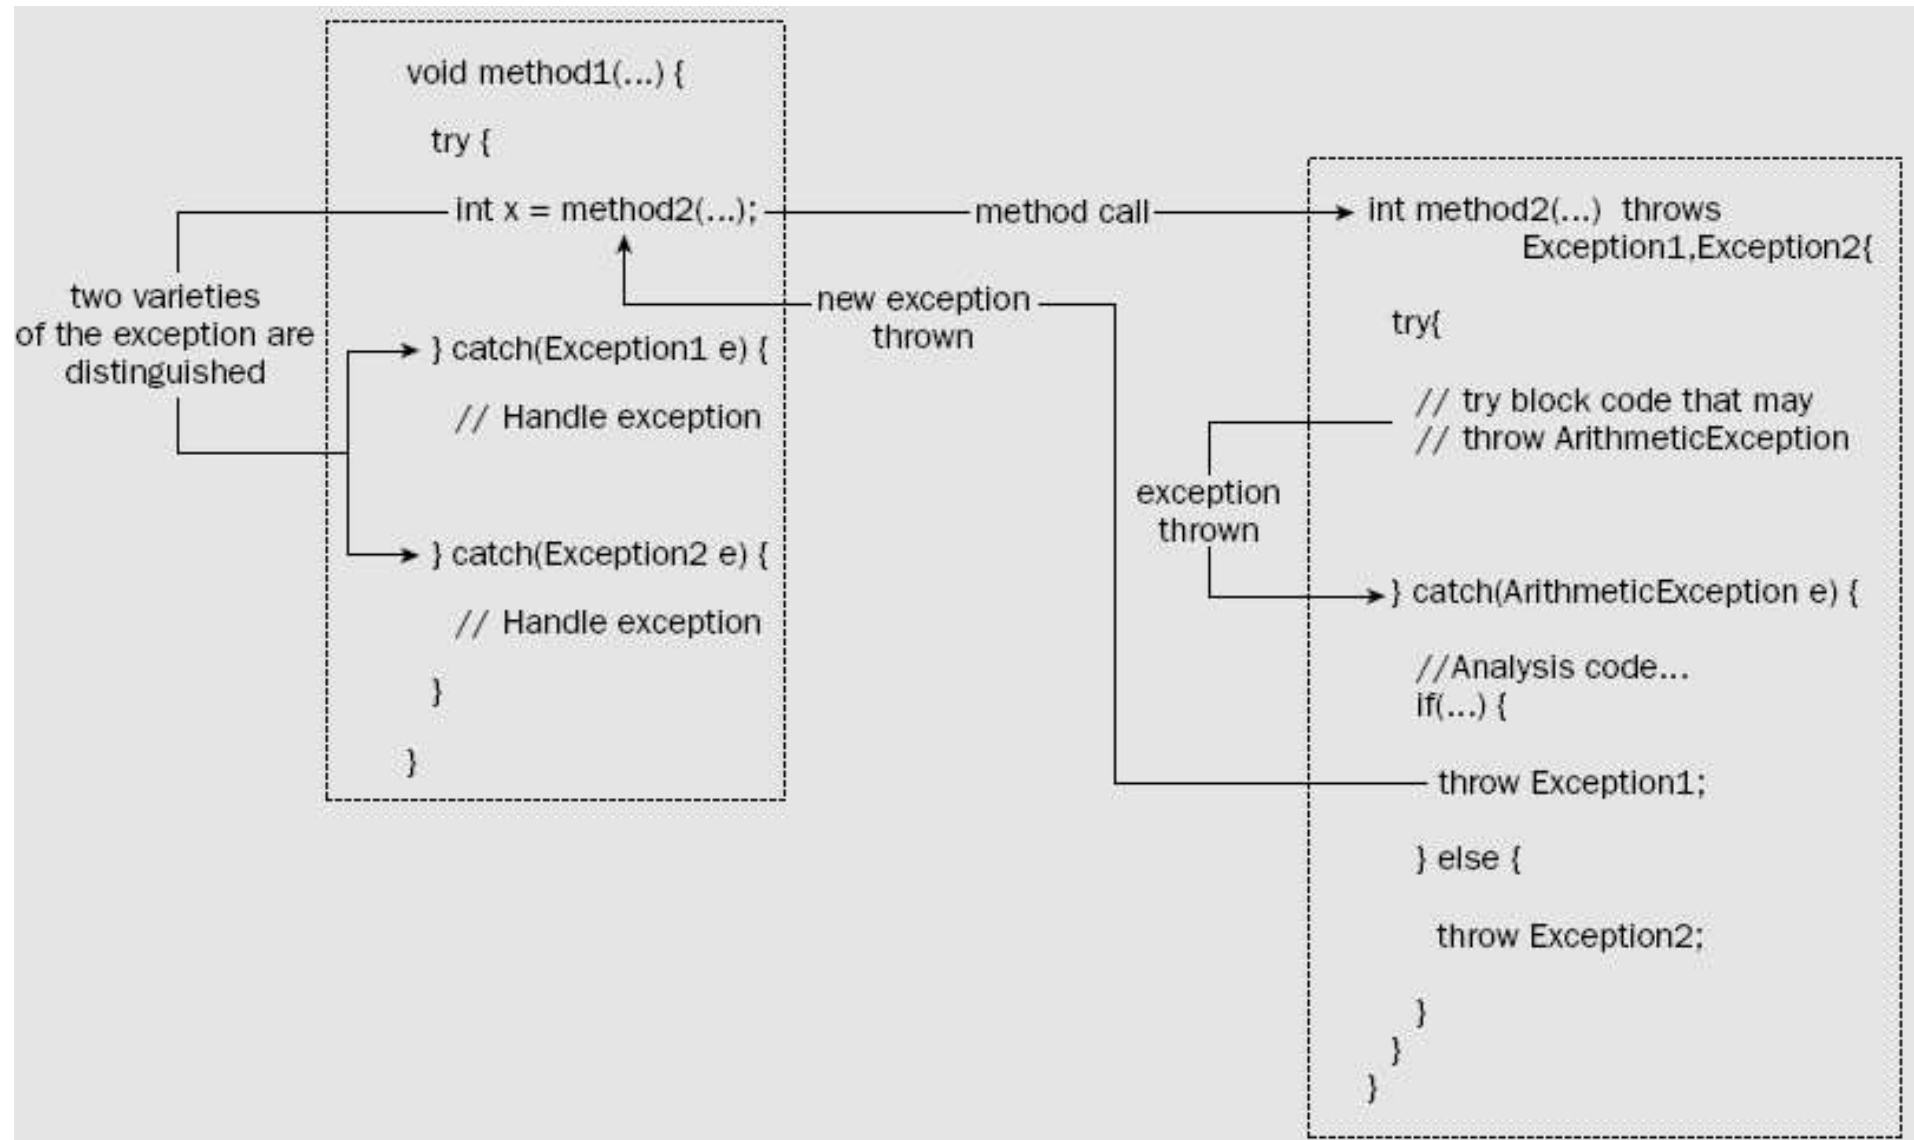 void method1(...) {
try {
int x = method2(...);
} catch(Exception1 e) {
// Handle exception
} catch(Exception2 e) {
// Handle exception
}
}
two varieties
of the exception are
distinguished
method call
new exception
thrown
exception
thrown
int method2(...) throws
Exception1,Exception2{
try{
// try block code that may
// throw ArithmeticException
} catch(ArithmeticException e) {
//Analysis code...
if(...) {
throw Exception1;
} else {
throw Exception2;
}
}
}